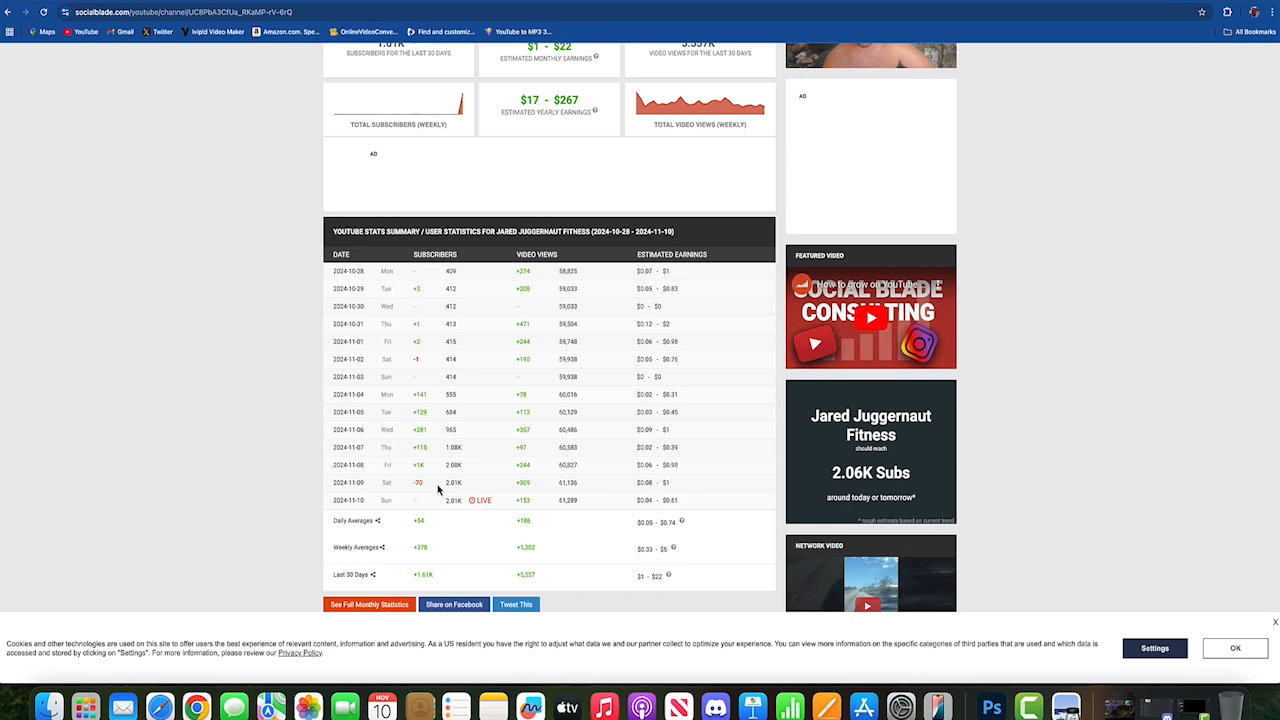 socialblade.com/youtube/channel/UC8PbA3CfUa_RKaMP-rV-6rQ
Maps YouTube Gmail Twitter Ivipid Video Maker Amazon.com. Spe... OnlineVideoConve... Find and customiz... YouTube to MP3 3... All Bookmarks
1.61K $1 - $22 5.557K
SUBSCRIBERS FOR THE LAST 30 DAYS ESTIMATED MONTHLY EARNINGS VIDEO VIEWS FOR THE LAST 30 DAYS
$17 - $267
ESTIMATED YEARLY EARNINGS
TOTAL SUBSCRIBERS (WEEKLY) TOTAL VIDEO VIEWS (WEEKLY)
AD
AD
YOUTUBE STATS SUMMARY / USER STATISTICS FOR JARED JUGGERNAUT FITNESS (2024-10-28 - 2024-11-10)
DATE SUBSCRIBERS VIDEO VIEWS ESTIMATED EARNINGS
2024-10-28 Mon -- 409 +274 58,825 $0.07 - $1
2024-10-29 Tue +3 412 +208 59,033 $0.05 - $0.83
2024-10-30 Wed -- 412 -- 59,033 $0 - $0
2024-10-31 Thu +1 413 +471 59,504 $0.12 - $2
2024-11-01 Fri +2 415 +244 59,748 $0.06 - $0.98
2024-11-02 Sat -1 414 +190 59,938 $0.05 - $0.76
2024-11-03 Sun -- 414 -- 59,938 $0 - $0
2024-11-04 Mon +141 555 +78 60,016 $0.02 - $0.31
2024-11-05 Tue +129 684 +113 60,129 $0.03 - $0.45
2024-11-06 Wed +281 965 +357 60,486 $0.09 - $1
2024-11-07 Thu +115 1.08K +97 60,583 $0.02 - $0.39
2024-11-08 Fri +1K 2.08K +244 60,827 $0.06 - $0.98
2024-11-09 Sat -70 2.01K +309 61,136 $0.08 - $1
2024-11-10 Sun -- 2.01K LIVE +153 61,289 $0.04 - $0.61
Daily Averages +54 +186 $0.05 - $0.74
Weekly Averages +378 +1,302 $0.33 - $5
Last 30 Days +1.61K +5,557 $1 - $22
See Full Monthly Statistics Share on Facebook Tweet This
FEATURED VIDEO
How to grow on YouTube
SOCIAL BLADE
CONSULTING
Jared Juggernaut
Fitness
should reach
2.06K Subs
around today or tomorrow*
* rough estimate based on current trend
NETWORK VIDEO
X
Cookies and other technologies are used on this site to offer users the best experience of relevant content, information and advertising. As a US resident you have the right to adjust what data we and our partner collect to optimize your experience. You can view more information on the specific categories of third parties that are used and which data is
accessed and stored by clicking on "Settings". For more information, please review our Privacy Policy.
Settings OK
NOV
10
tv
Ps